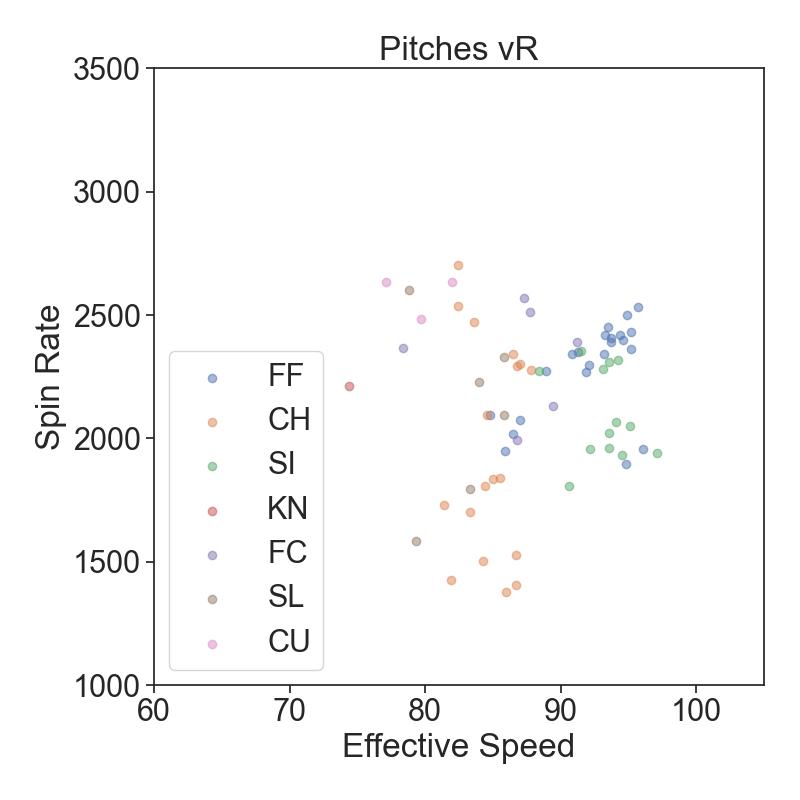 Pitches vR
3500
3000
2500
2000
1500
1000
Spin Rate
FF
CH
SI
KN
FC
SL
CU
60 70 80 90 100
Effective Speed